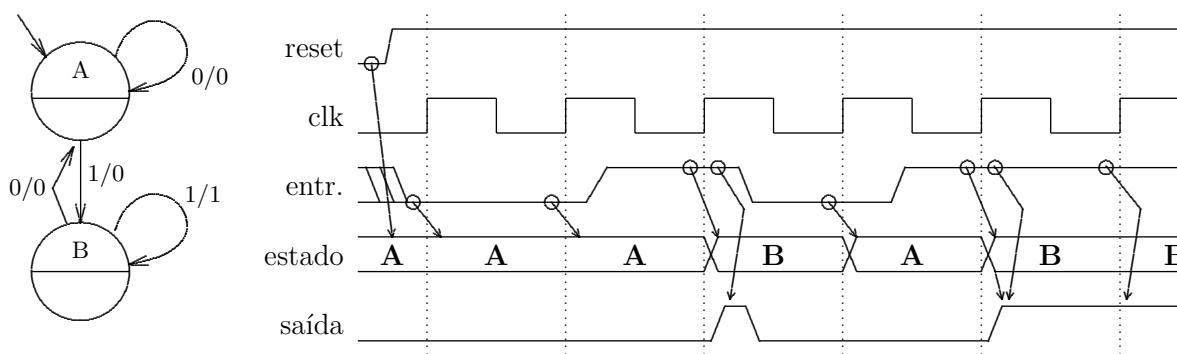 A
0/0
0/0
1/0
1/1
B
reset
clk
entr.
estado A A A B A B B
saída